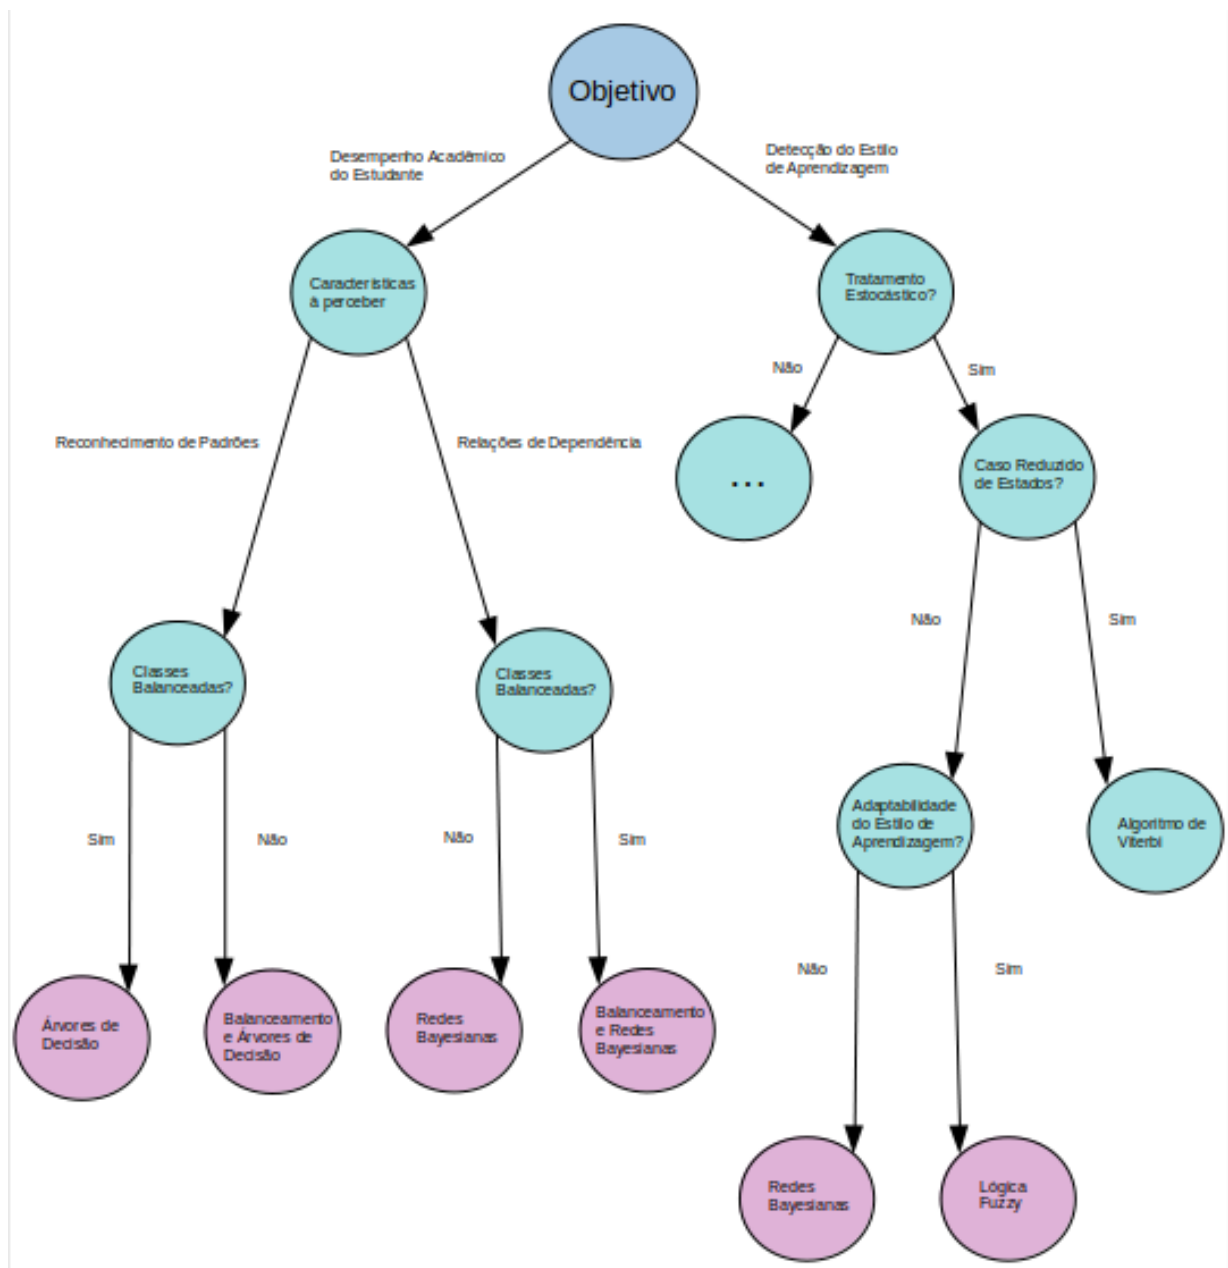 Objetivo
Desempenho Acadêmico
do Estudante
Detecção do Estilo
de Aprendizagem
Características
à perceber
Tratamento
Estocástico?
Não
Sim
Reconhecimento de Padrões
Relações de Dependência
...
Caso Reduzido
de Estados?
Não
Sim
Classes
Balanceadas?
Classes
Balanceadas?
Adaptabilidade
do Estilo de
Aprendizagem?
Algoritmo de
Viterbi
Sim
Não
Não
Sim
Não
Sim
Árvores de
Decisão
Balanceamento
e Árvores de
Decisão
Redes
Bayesianas
Balanceamento
e Redes
Bayesianas
Redes
Bayesianas
Lógica
Fuzzy